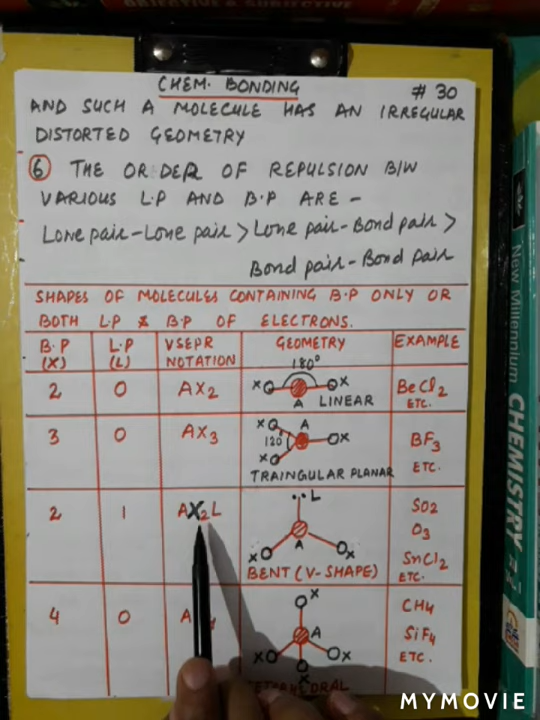 OBJECTIVE & SUBJECTIVE
CHEM. BONDING # 30
AND SUCH A MOLECULE HAS AN IRREGULAR
DISTORTED GEOMETRY
6 THE ORDER OF REPULSION B/W
VARIOUS L.P AND B.P ARE -
Lone pair - Lone pair > Lone pair - Bond pair >
Bond pair - Bond pair
SHAPES OF MOLECULES CONTAINING B.P ONLY OR
BOTH L.P & B.P OF ELECTRONS.
B.P (X) L.P (L) VSEPR NOTATION GEOMETRY EXAMPLE
2 0 AX2 180° X A X LINEAR BeCl2 ETC.
3 0 AX3 X A 120° X X TRAINGULAR PLANAR BF3 ETC.
2 1 AX2L L A X X BENT (V-SHAPE) SO2 O3 SnCl2 ETC.
4 0 A X A X X X CH4 SiF4 ETC.
New Millennium CHEMISTRY
MYMOVIE